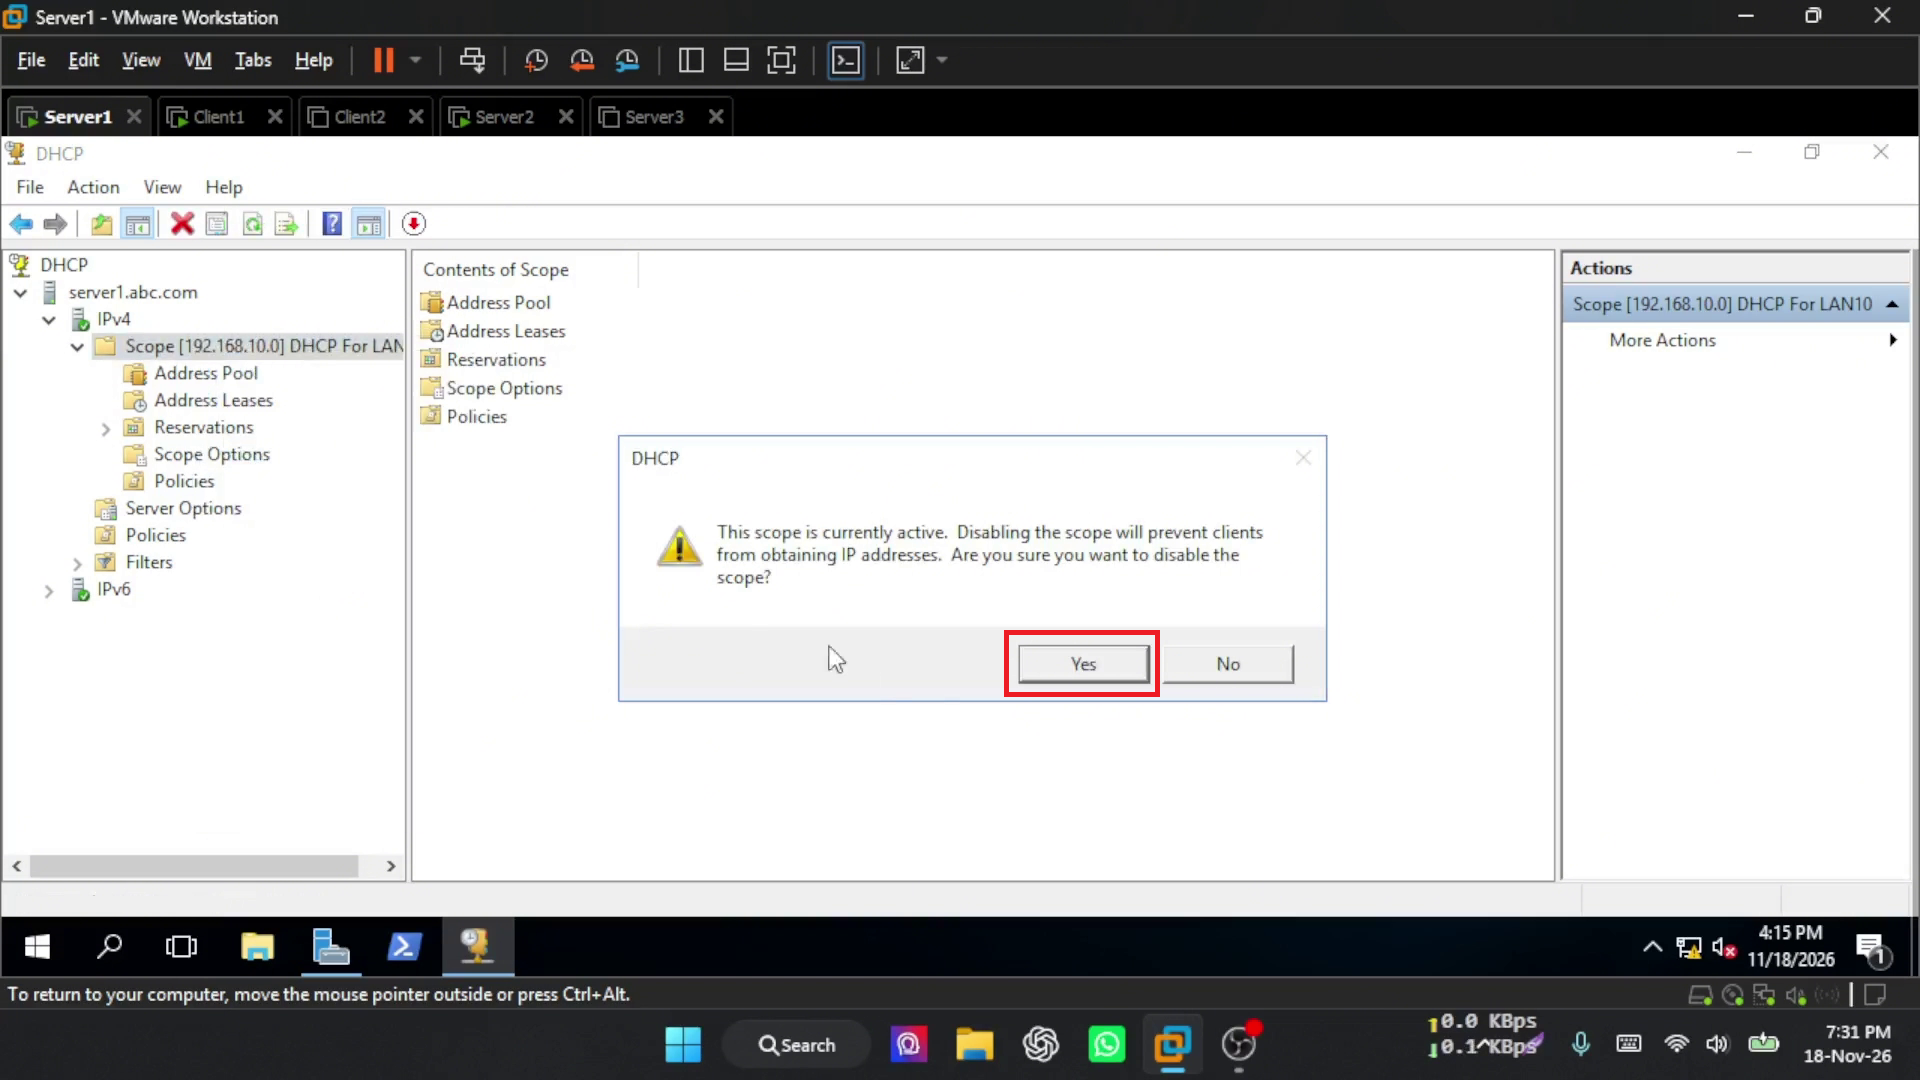 Server1 - VMware Workstation
File Edit View VM Tabs Help
Server1 Client1 Client2 Server2 Server3
DHCP
File Action View Help
DHCP
server1.abc.com
IPv4
Scope [192.168.10.0] DHCP For LAN
Address Pool
Address Leases
Reservations
Scope Options
Policies
Server Options
Policies
Filters
IPv6
Contents of Scope
Address Pool
Address Leases
Reservations
Scope Options
Policies
DHCP
This scope is currently active. Disabling the scope will prevent clients
from obtaining IP addresses. Are you sure you want to disable the
scope?
Yes No
Actions
Scope [192.168.10.0] DHCP For LAN10
More Actions
4:15 PM
11/18/2026
1
To return to your computer, move the mouse pointer outside or press Ctrl+Alt.
Search
0.0 KBps
0.1 KBps
7:31 PM
18-Nov-26